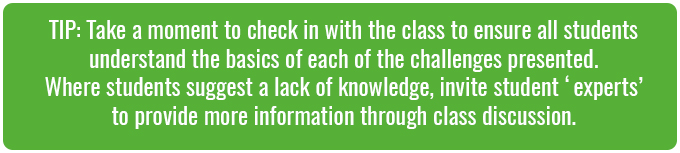 TIP: Take a moment to check in with the class to ensure all students
understand the basics of each of the challenges presented.
Where students suggest a lack of knowledge, invite student ‘ experts’
to provide more information through class discussion.